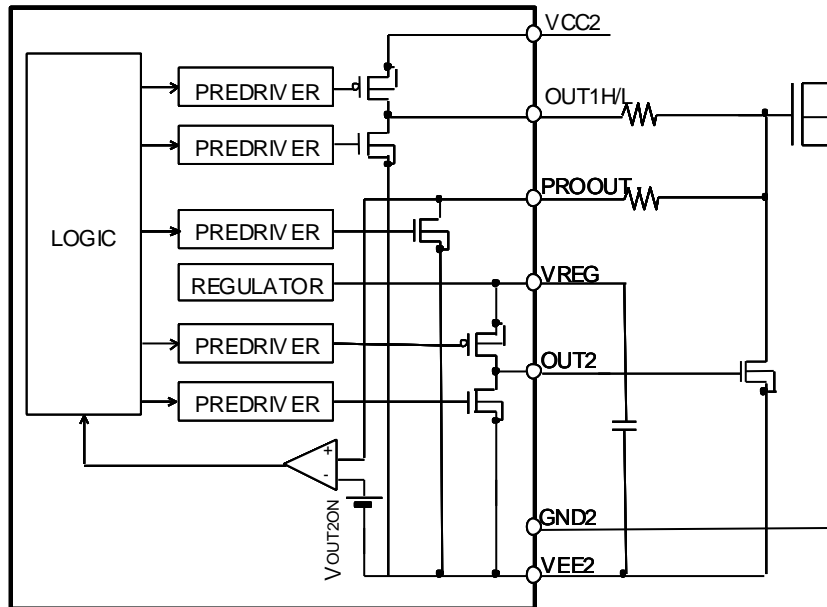 VCC2
PREDRIVER
OUT1H/L
PREDRIVER
PROOUT
LOGIC
PREDRIVER
REGULATOR
VREG
PREDRIVER
OUT2
PREDRIVER
+
-
VOUT2ON
GND2
VEE2